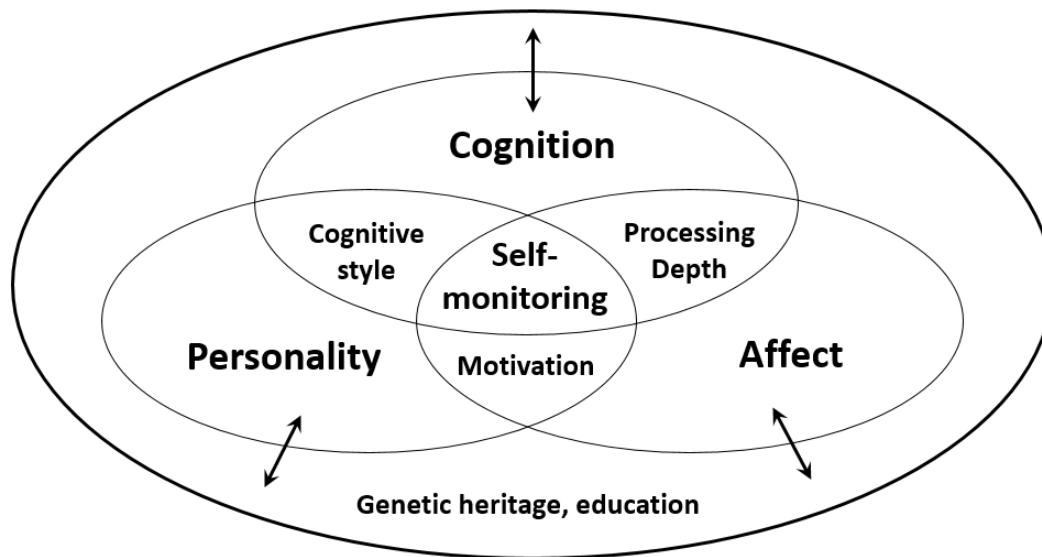 Cognition
Cognitive
style
Self-
monitoring
Processing
Depth
Personality
Motivation
Affect
Genetic heritage, education